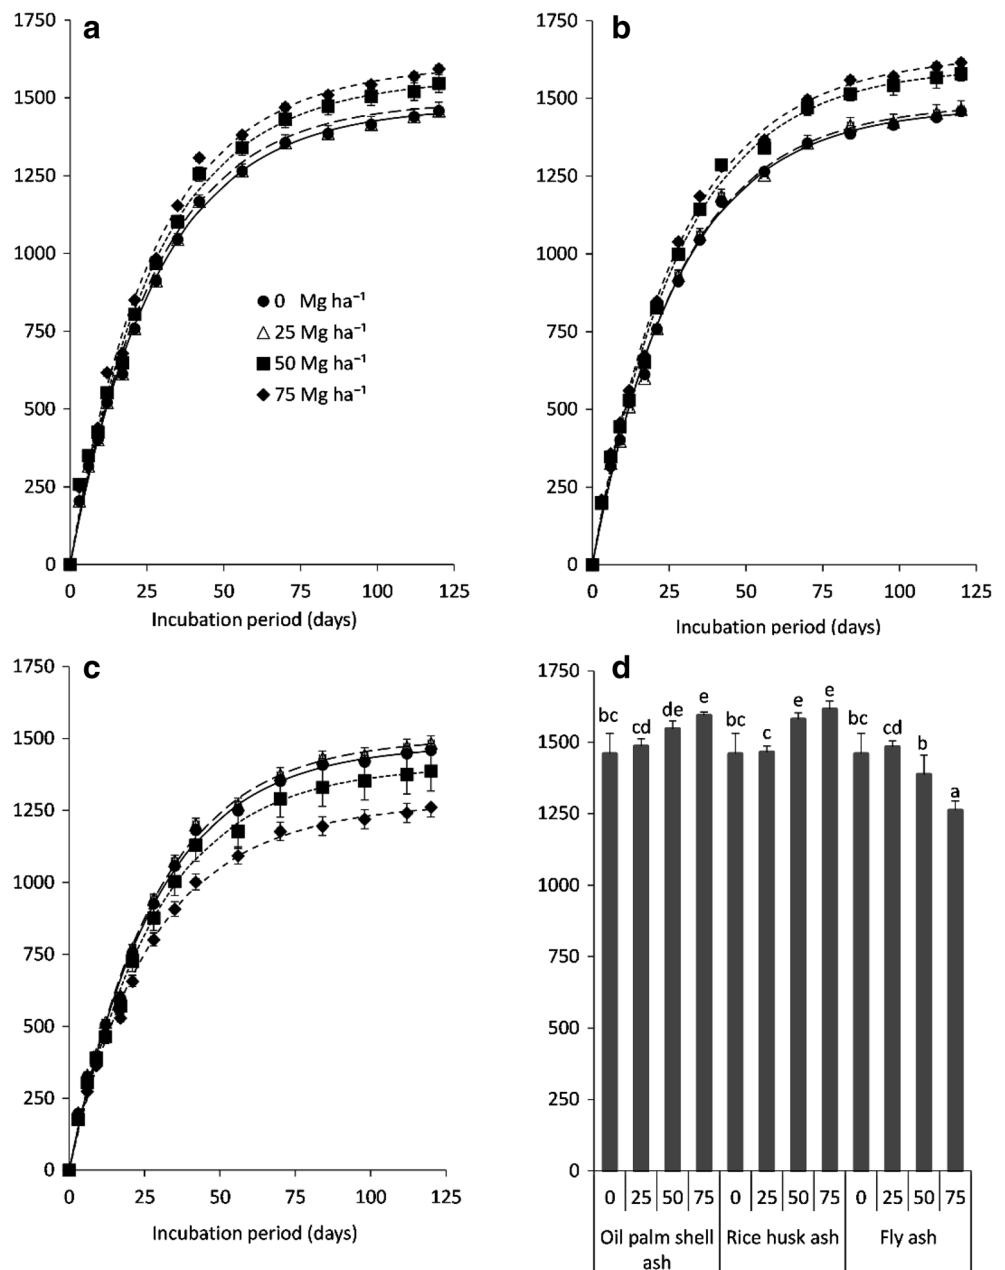 a
1750
1500
1250
1000
750
500
250
0
0 Mg ha⁻¹
25 Mg ha⁻¹
50 Mg ha⁻¹
75 Mg ha⁻¹
0 25 50 75 100 125
Incubation period (days)
b
1750
1500
1250
1000
750
500
250
0
0 25 50 75 100 125
Incubation period (days)
c
1750
1500
1250
1000
750
500
250
0
0 25 50 75 100 125
Incubation period (days)
d
1750
1500
1250
1000
750
500
250
0
bc cd de e bc c e e bc cd b a
0 25 50 75 0 25 50 75 0 25 50 75
Oil palm shell Rice husk ash Fly ash
ash